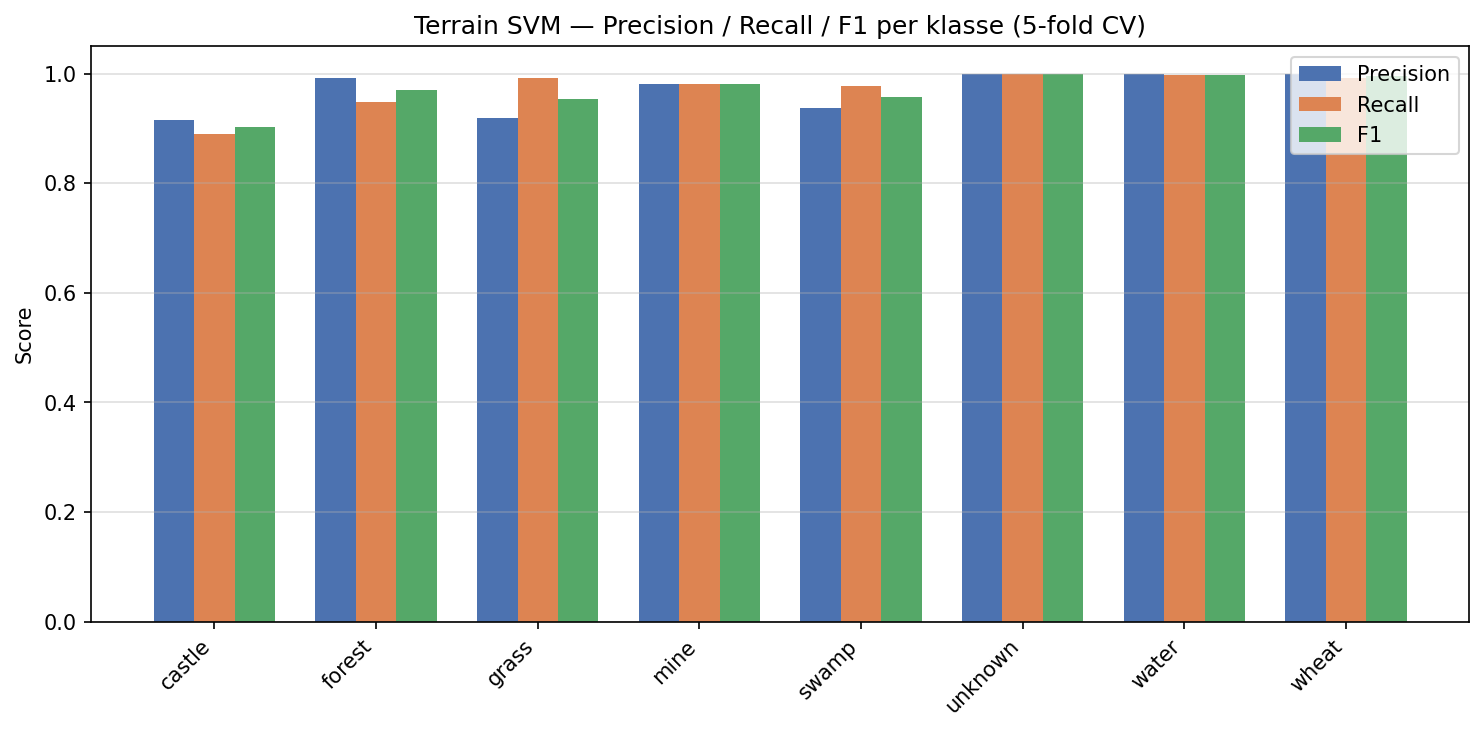 Terrain SVM — Precision / Recall / F1 per klasse (5-fold CV)
Precision
Recall
F1
Score
1.0
0.8
0.6
0.4
0.2
0.0
castle
forest
grass
mine
swamp
unknown
water
wheat